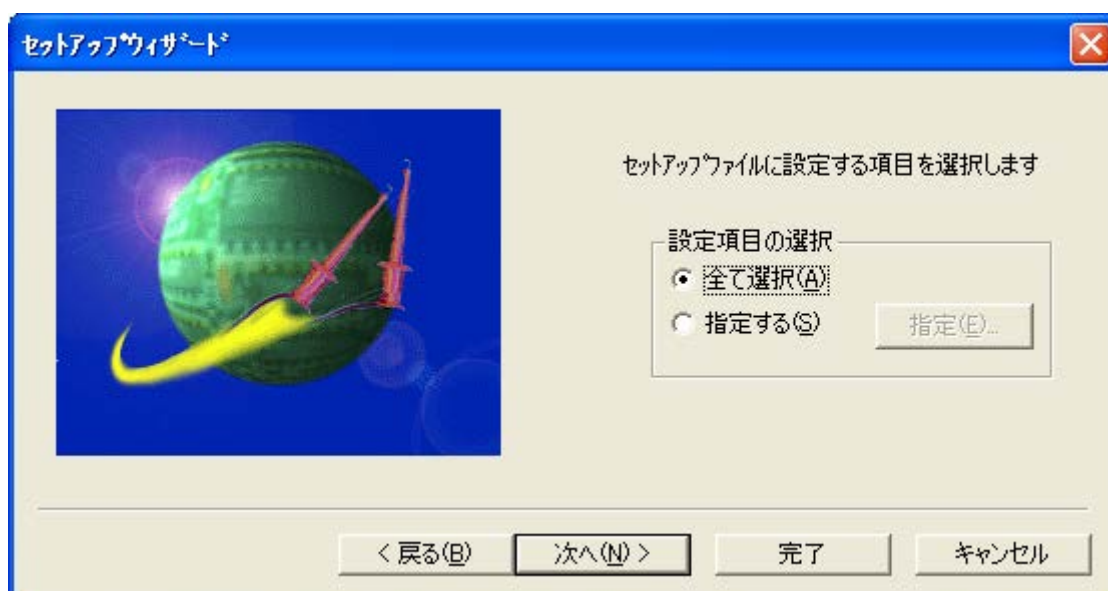 セットアップウィザード
セットアップファイルに設定する項目を選択します
設定項目の選択
全て選択(A)
指定する(S)
指定(E)...
< 戻る(B)
次へ(N) >
完了
キャンセル